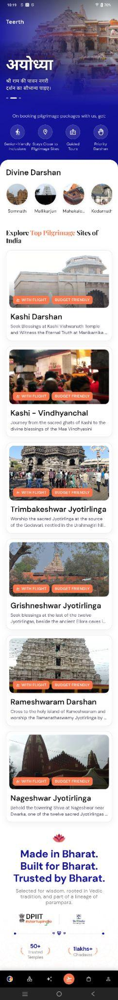 10:19
70%
Teerth
अयोध्या
श्री राम की पावन नगरी
दर्शन का सौभाग्य पाइए।
On booking pilgrimage packages with us, get:
Senior-friendly Inclusions
Stays Close to Pilgrimage Sites
Guided Tours
Priority Darshan
Divine Darshan
Somnath
Mallikarjun
Mahakale...
Kedarnath
Explore Top Pilgrimage Sites of
India
WITH FLIGHT
BUDGET FRIENDLY
Kashi Darshan
Seek Blessings at Kashi Vishwanath Temple
and Witness the Eternal Truth at Manikarnika ...
WITH FLIGHT
BUDGET FRIENDLY
Kashi - Vindhyanchal
Journey from the sacred ghats of Kashi to the
divine blessings of the Maa Vindhyasini
WITH FLIGHT
BUDGET FRIENDLY
Trimbakeshwar Jyotirlinga
Worship the sacred Jyotirlinga at the source
of the Godavari, nestled in the Brahmagiri hill...
WITH FLIGHT
BUDGET FRIENDLY
Grishneshwar Jyotirlinga
Seek blessings at the last of the twelve
Jyotirlingas, beside the ancient Ellora caves i...
WITH FLIGHT
BUDGET FRIENDLY
Rameshwaram Darshan
Cross to the holy island of Rameshwaram and
worship the Ramanathaswamy Jyotirlinga by ...
WITH FLIGHT
BUDGET FRIENDLY
Nageshwar Jyotirlinga
Behold the towering Shiva at Nageshwar near
Dwarka, one of the twelve sacred Jyotirlingas ...
Made in Bharat.
Built for Bharat.
Trusted by Bharat.
Selected for wisdom, rooted in Vedic
tradition, and part of a lineage of
parampara.
DPIIT
#startupindia
Skill India
50+
Trusted
Temples
1lakhs+
Chadavas